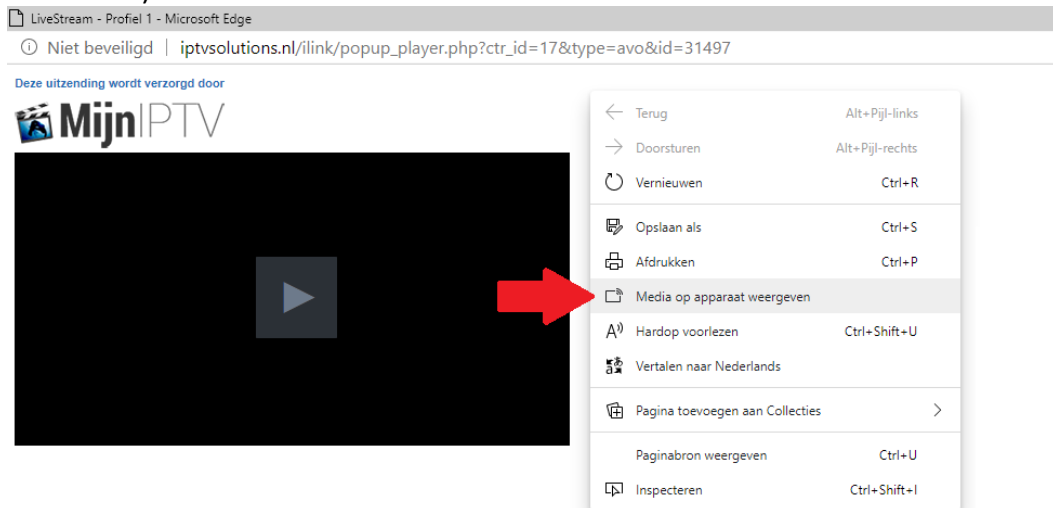 LiveStream - Profiel 1 - Microsoft Edge
Niet beveiligd | iptvsolutions.nl/ilink/popup_player.php?ctr_id=17&type=avo&id=31497
Deze uitzending wordt verzorgd door
MijnIPTV
Terug Alt+Pijl-links
Doorsturen Alt+Pijl-rechts
Vernieuwen Ctrl+R
Opslaan als Ctrl+S
Afdrukken Ctrl+P
Media op apparaat weergeven
Hardop voorlezen Ctrl+Shift+U
Vertalen naar Nederlands
Pagina toevoegen aan Collecties
Paginabron weergeven Ctrl+U
Inspecteren Ctrl+Shift+I